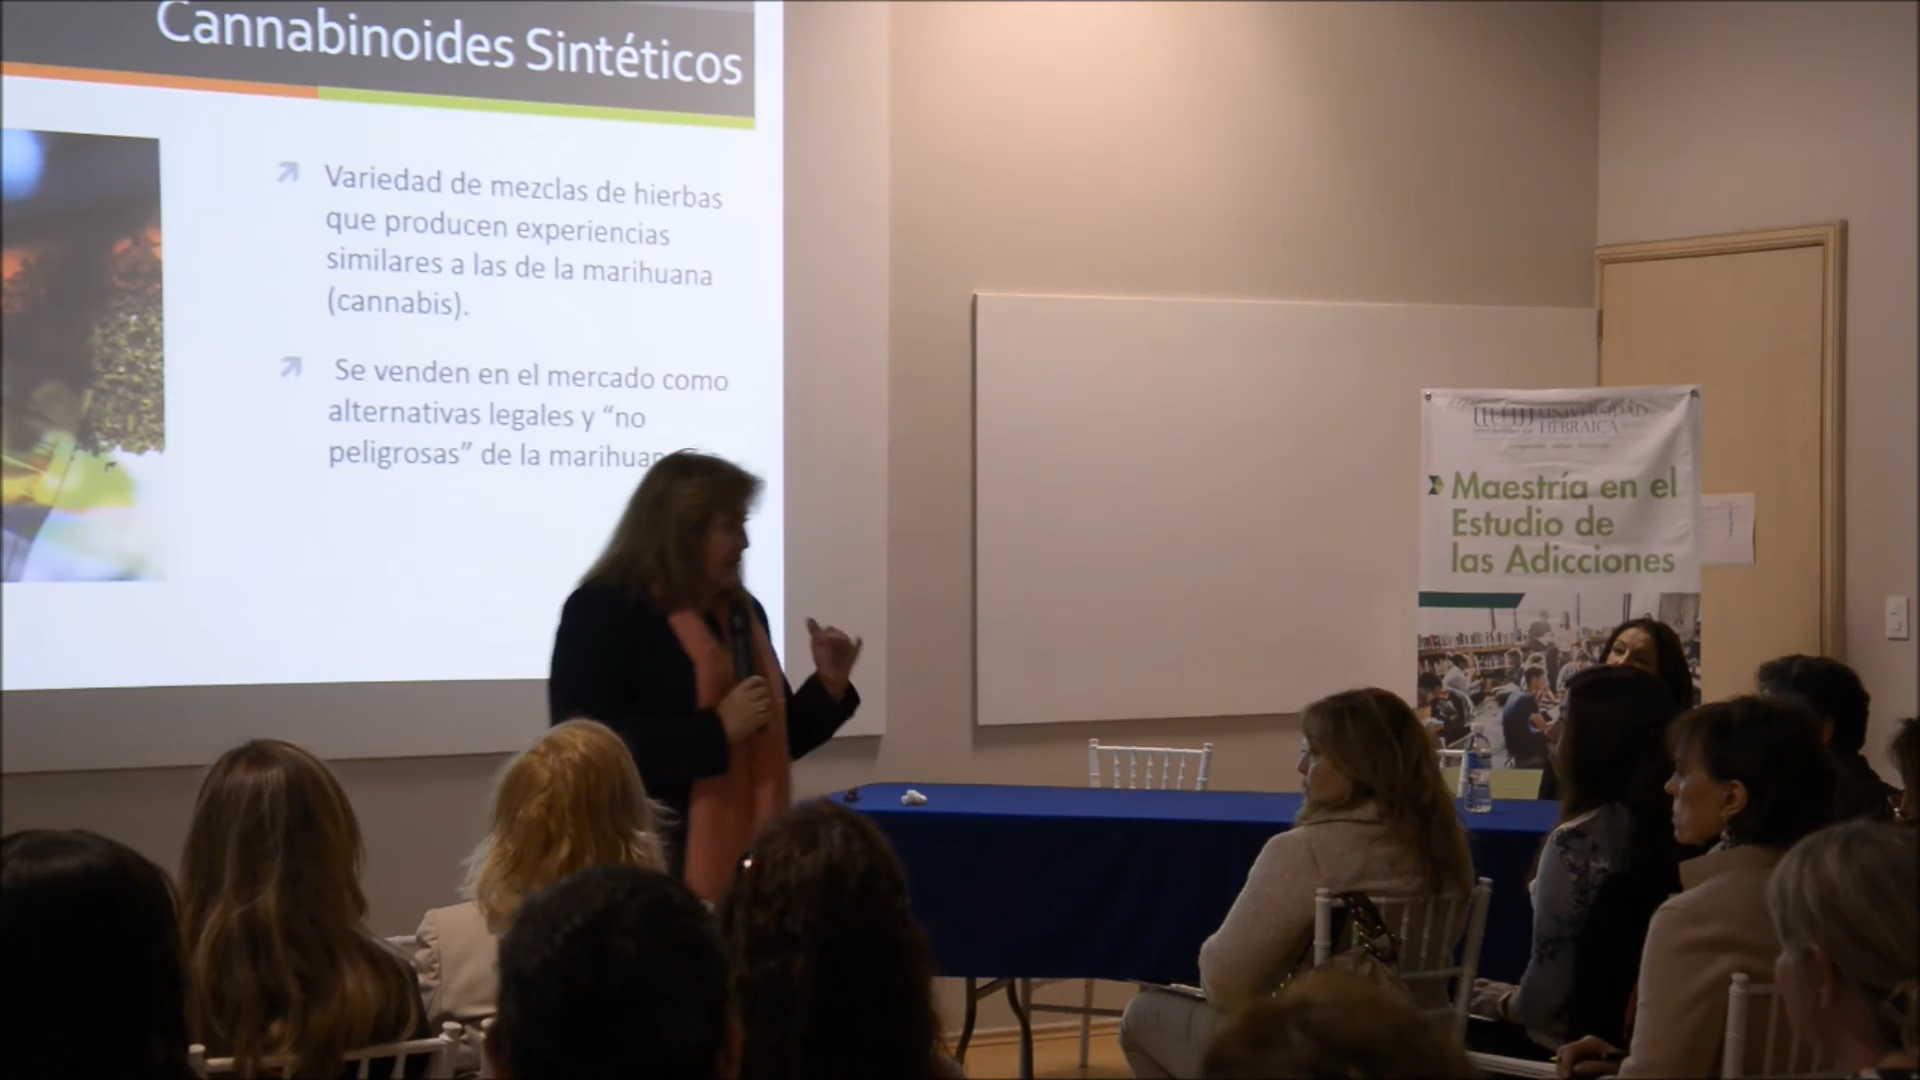 Cannabinoides Sintéticos
Variedad de mezclas de hierbas
que producen experiencias
similares a las de la marihuana
(cannabis).
Se venden en el mercado como
alternativas legales y “no
peligrosas” de la marihuan
UNIVERSIDAD
HEBRAICA
Maestría en el
Estudio de
las Adicciones